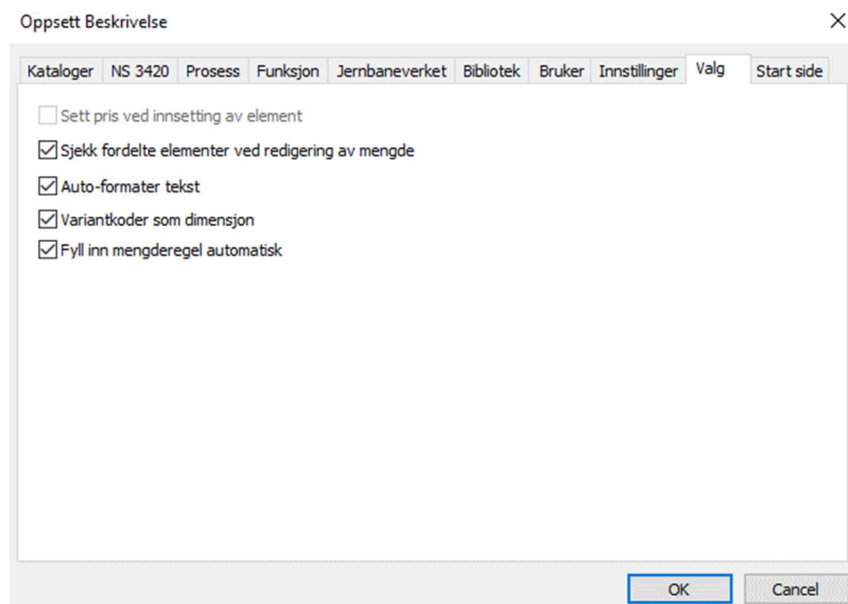 Oppsett Beskrivelse
Kataloger NS 3420 Prosess Funksjon Jernbaneverket Bibliotek Bruker Innstillinger Valg Start side
Sett pris ved innsetting av element
Sjekk fordelte elementer ved redigering av mengde
Auto-formater tekst
Variantkoder som dimensjon
Fyll inn mengderegel automatisk
OK Cancel